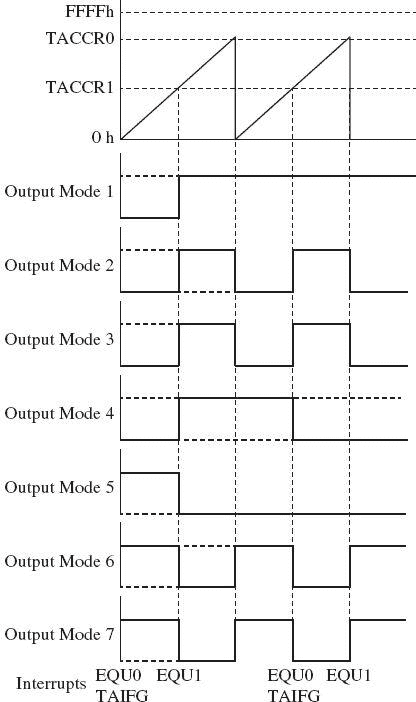 FFFFh
TACCR0
TACCR1
0 h
Output Mode 1
Output Mode 2
Output Mode 3
Output Mode 4
Output Mode 5
Output Mode 6
Output Mode 7
Interrupts EQU0 EQU1 EQU0 EQU1
TAIFG TAIFG